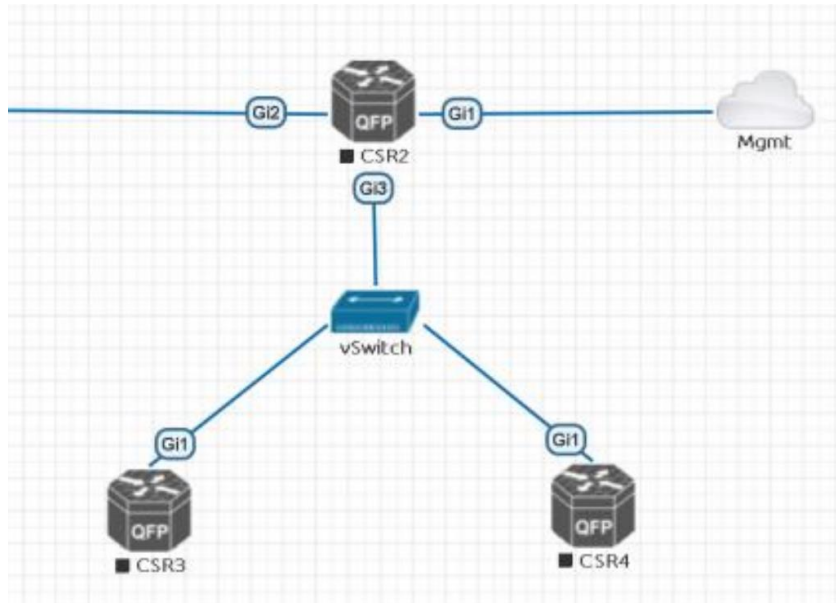 Gi2
QFP
Gi1
Mgmt
CSR2
Gi3
vSwitch
Gi1
Gi1
QFP
QFP
CSR3
CSR4